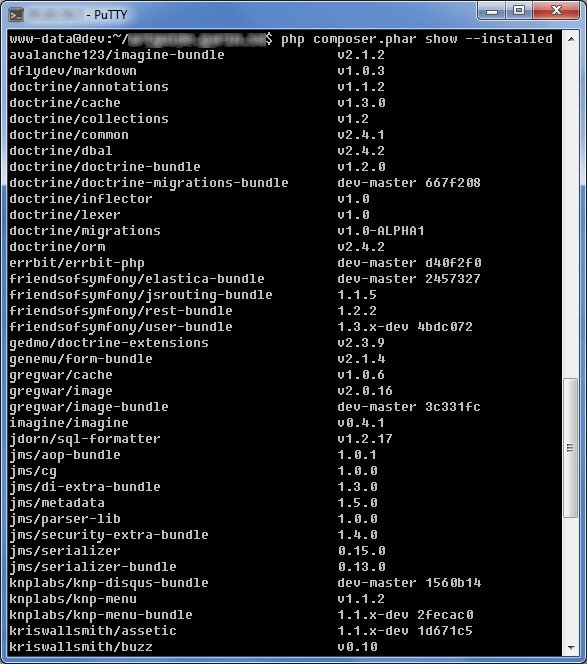 - PuTTY
www-data@dev:~/ $ php composer.phar show --installed
avalanche123/imagine-bundle v2.1.2
dflydev/markdown v1.0.3
doctrine/annotations v1.1.2
doctrine/cache v1.3.0
doctrine/collections v1.2
doctrine/common v2.4.1
doctrine/dbal v2.4.2
doctrine/doctrine-bundle v1.2.0
doctrine/doctrine-migrations-bundle dev-master 667f208
doctrine/inflector v1.0
doctrine/lexer v1.0
doctrine/migrations v1.0-ALPHA1
doctrine/orm v2.4.2
errbit/errbit-php dev-master d40f2f0
friendsofsymfony/elastica-bundle dev-master 2457327
friendsofsymfony/jsrouting-bundle 1.1.5
friendsofsymfony/rest-bundle 1.2.2
friendsofsymfony/user-bundle 1.3.x-dev 4bdc072
gedmo/doctrine-extensions v2.3.9
genemu/form-bundle v2.1.4
gregwar/cache v1.0.6
gregwar/image v2.0.16
gregwar/image-bundle dev-master 3c331fc
imagine/imagine v0.4.1
jdorn/sql-formatter v1.2.17
jms/aop-bundle 1.0.1
jms/cg 1.0.0
jms/di-extra-bundle 1.3.0
jms/metadata 1.5.0
jms/parser-lib 1.0.0
jms/security-extra-bundle 1.4.0
jms/serializer 0.15.0
jms/serializer-bundle 0.13.0
knplabs/knp-disqus-bundle dev-master 1560b14
knplabs/knp-menu v1.1.2
knplabs/knp-menu-bundle 1.1.x-dev 2fecac0
kriswallsmith/assetic 1.1.x-dev 1d671c5
kriswallsmith/buzz v0.10